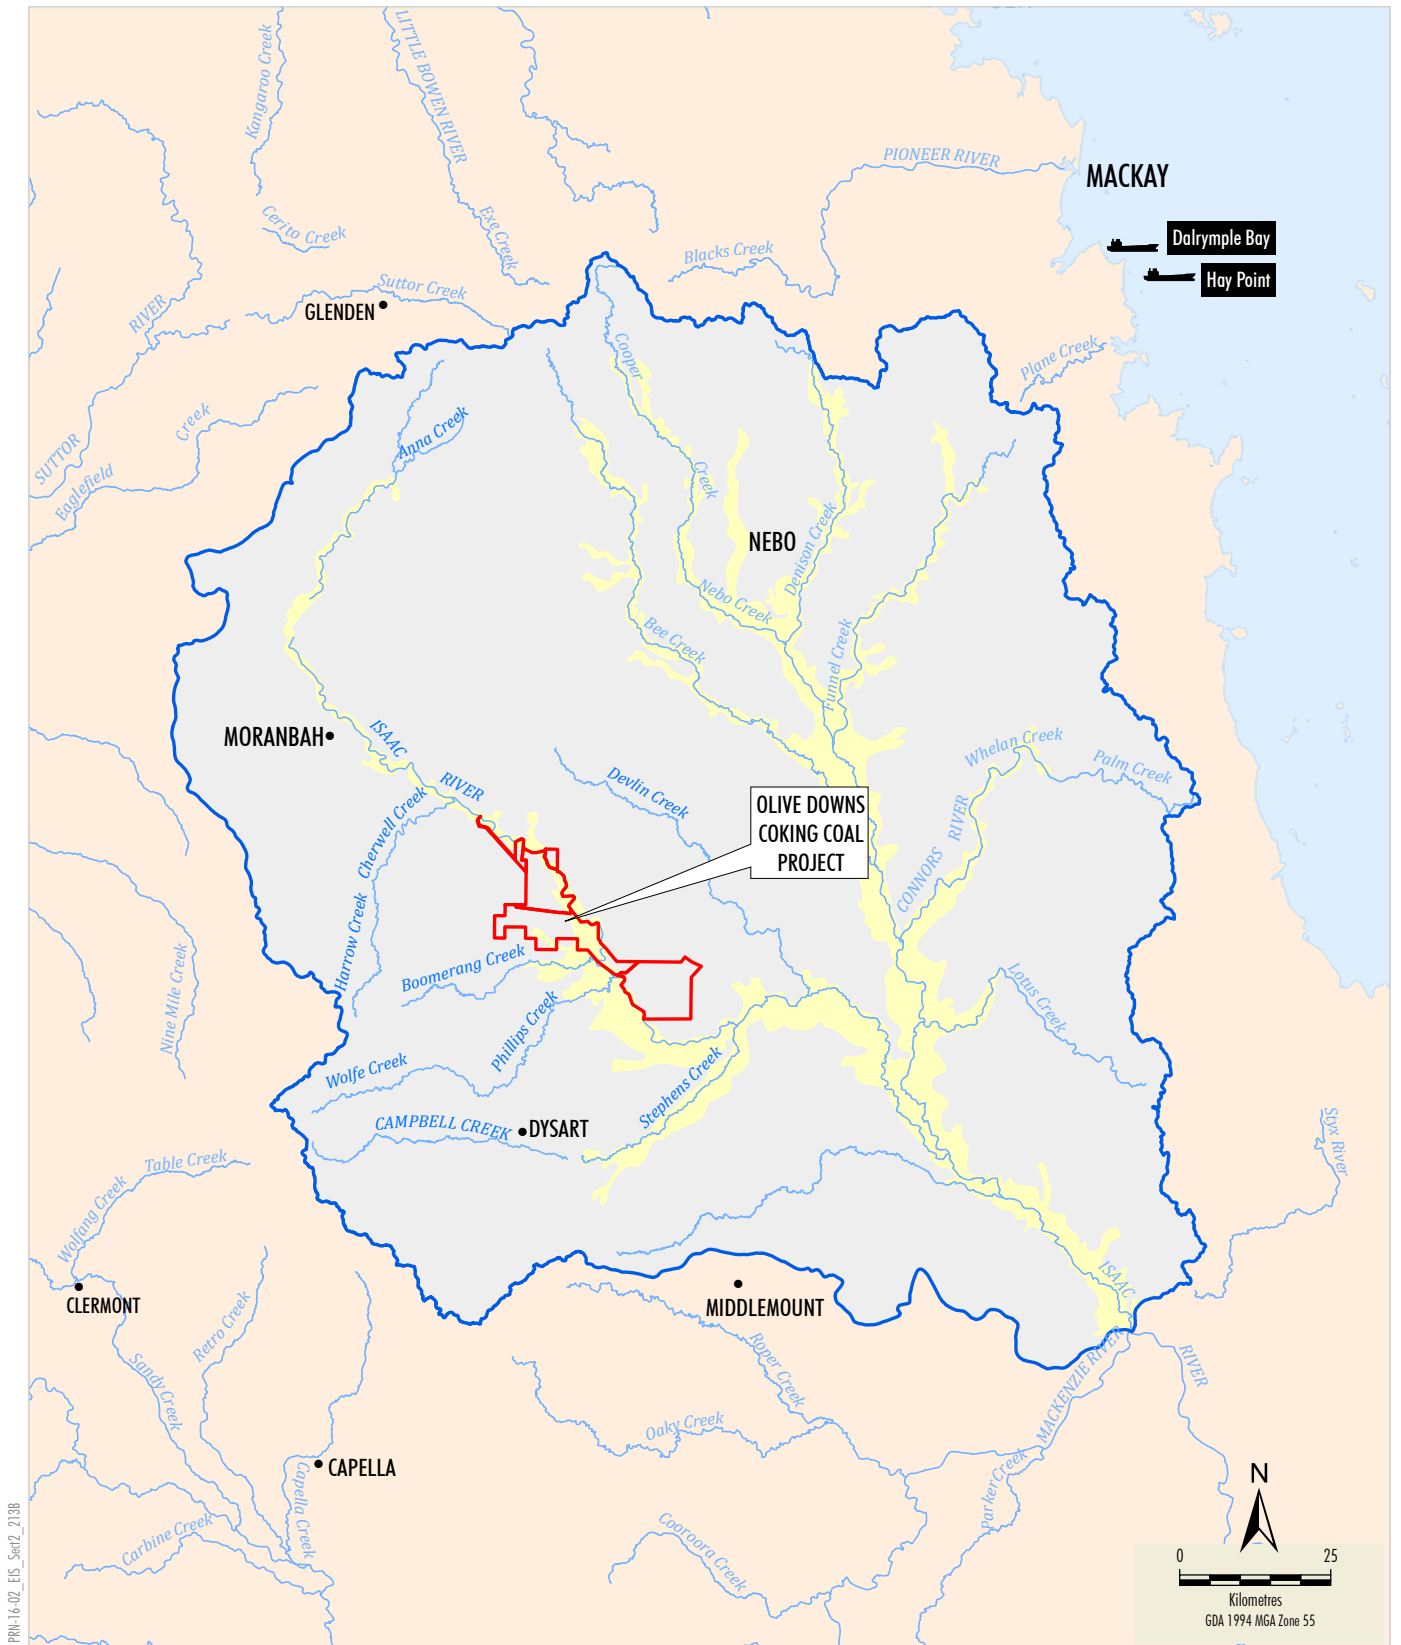 SEA
Kangaroo Creek
LITTLE BOWEN RIVER
PIONEER RIVER
MACKAY
Cerito Creek
Exe Creek
Blacks Creek
Dalrymple Bay
Hay Point
Suttor Creek
GLENDEN
RIVER
Cooper
Plane Creek
Creek
Anna Creek
SUTTOR
Eaglefield
Creek
NEBO
Denison Creek
Nebo Creek
Bee Creek
Funnel Creek
MORANBAH
ISAAC
RIVER
Whelan Creek
Palm Creek
Devlin Creek
OLIVE DOWNS
COKING COAL
PROJECT
Cherwell Creek
CONNORS
RIVER
Harrow Creek
Boomerang Creek
Lotus Creek
Nine Mile Creek
Phillips Creek
Wolfe Creek
Stephens Creek
CAMPBELL CREEK
DYSART
Styx River
Table Creek
Wolfang Creek
CLERMONT
MIDDLEMOUNT
ISAAC
RIVER
Retro Creek
Sandy Creek
Roper Creek
MACKENZIE RIVER
Oaky Creek
CAPELLA
Capella Creek
Parker Creek
Carbine Creek
Cooroora Creek
N
0 25
Kilometres
GDA 1994 MGA Zone 55
PRN-16-02_EIS_Sect2_213B